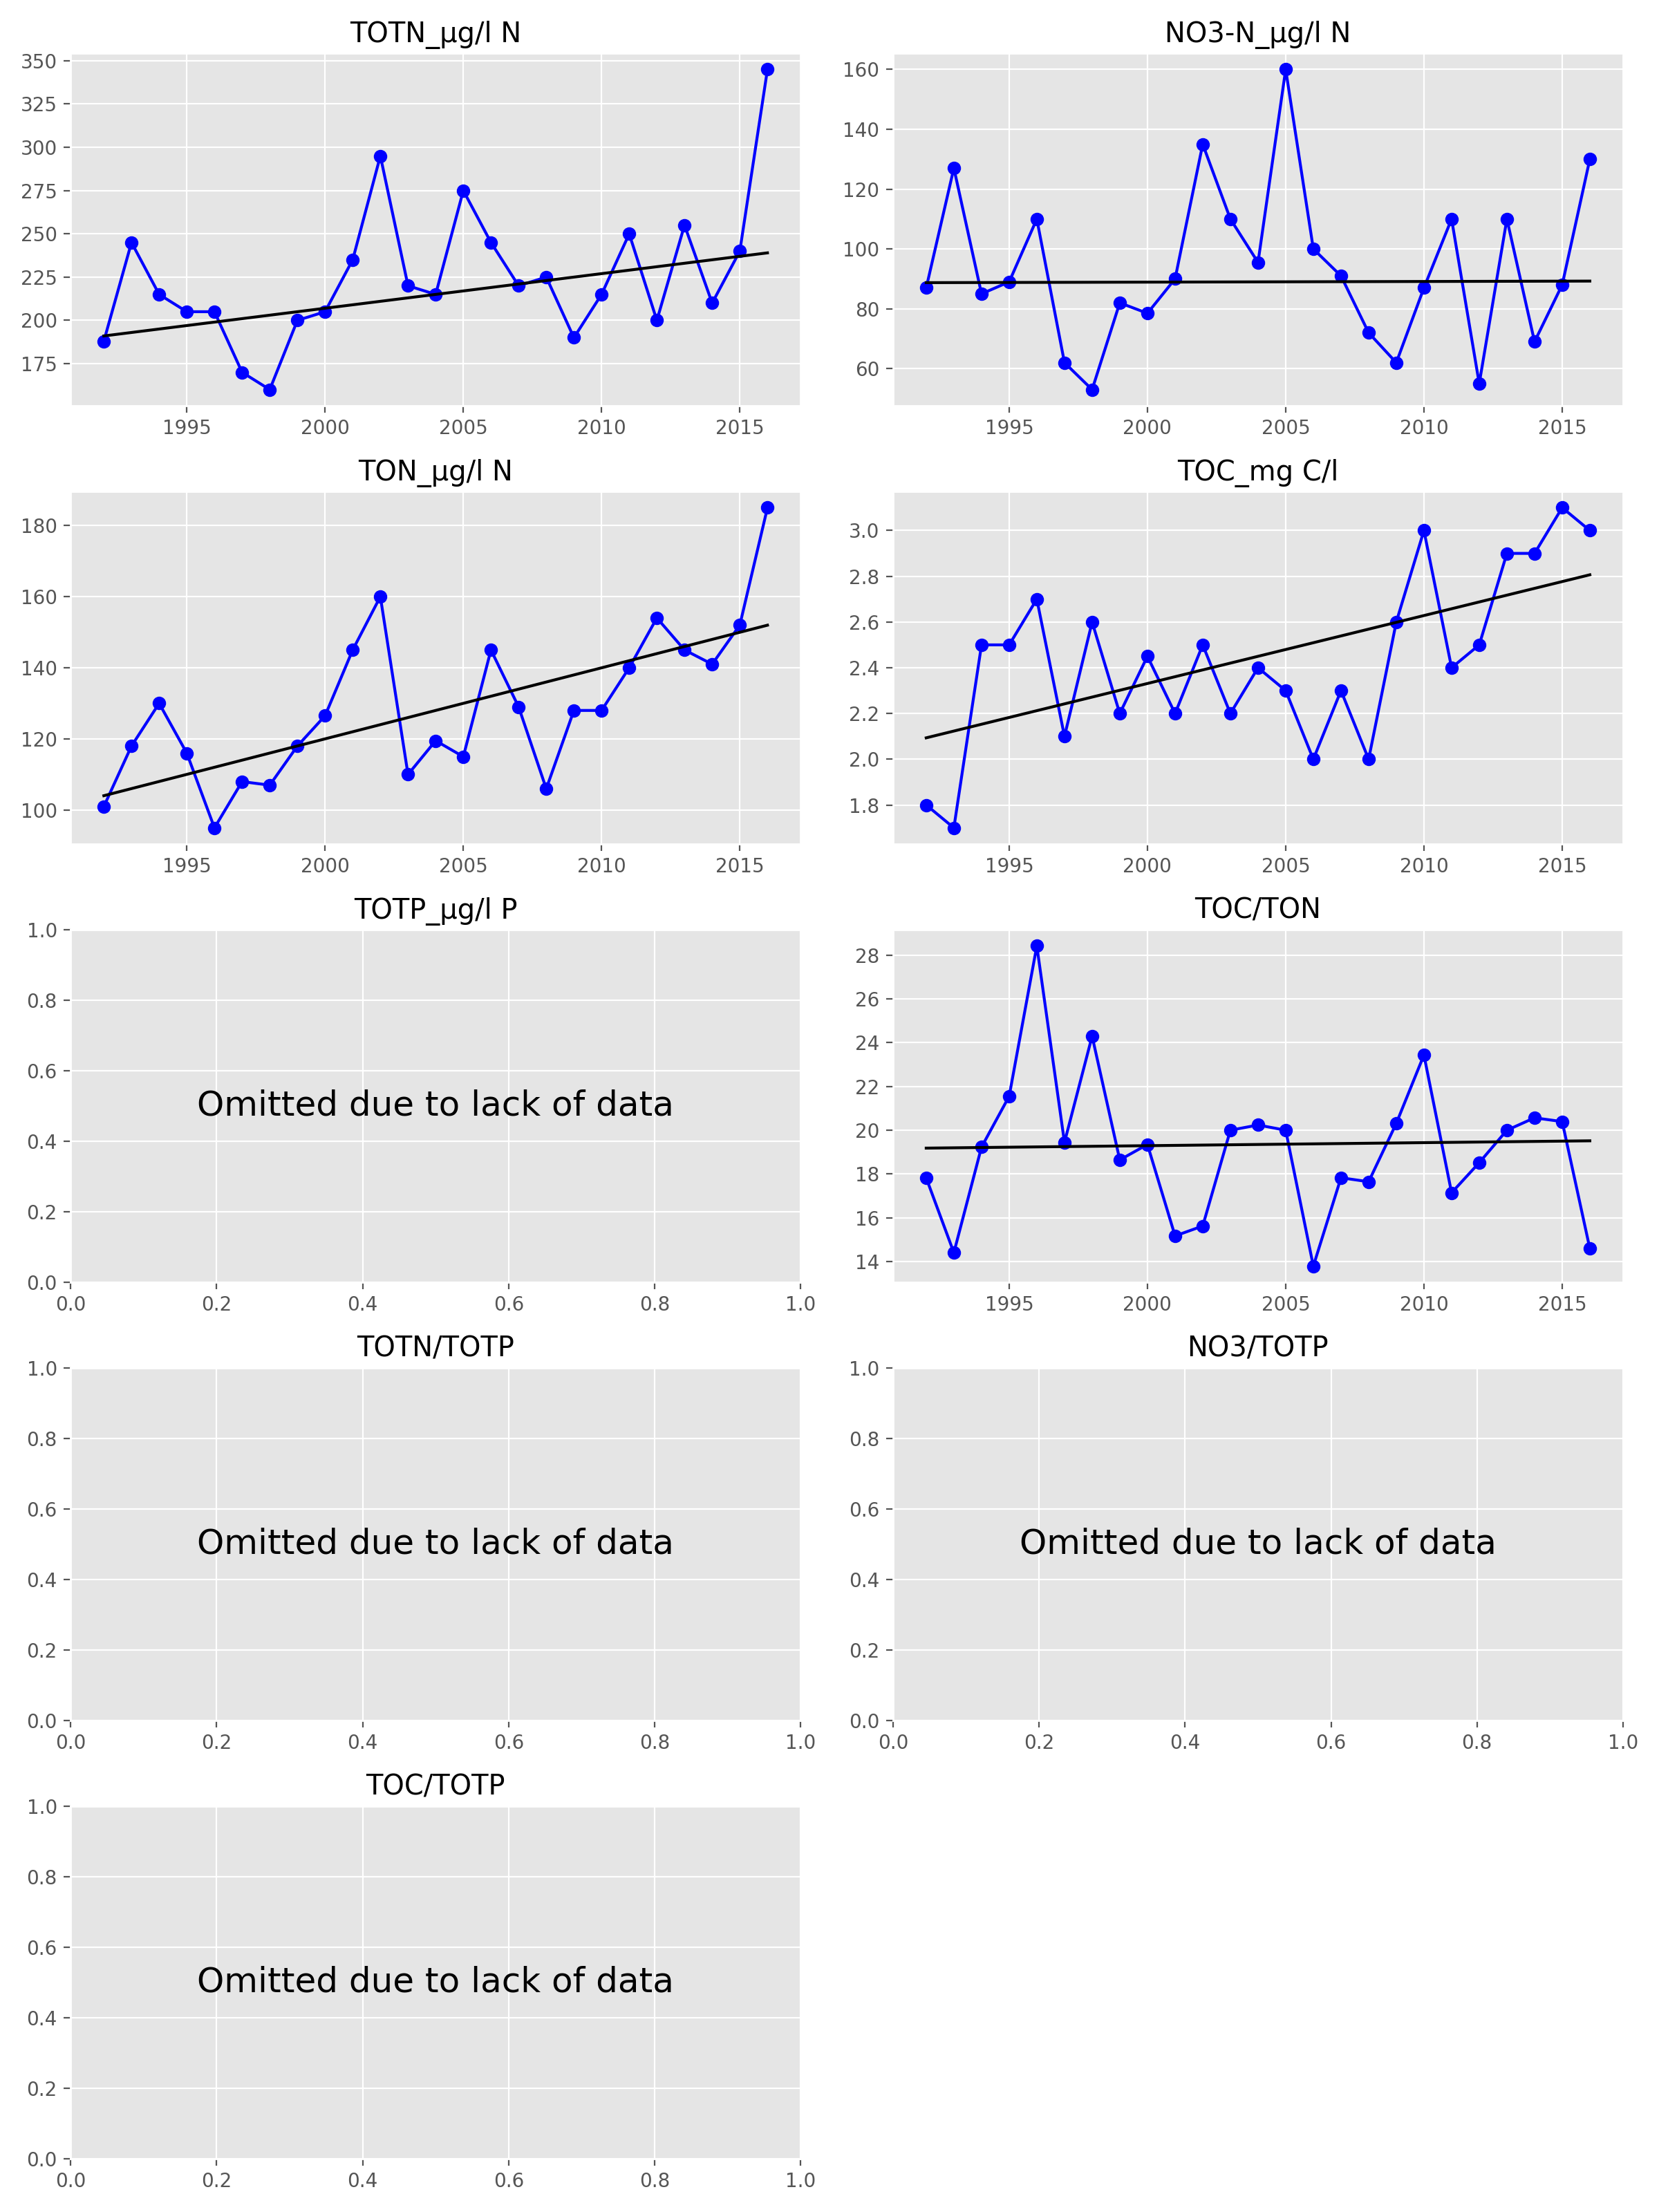 TOTN_µg/l N
350
325
300
275
250
225
200
175
1995 2000 2005 2010 2015
NO3-N_µg/l N
160
140
120
100
80
60
1995 2000 2005 2010 2015
TON_µg/l N
180
160
140
120
100
1995 2000 2005 2010 2015
TOC_mg C/l
3.0
2.8
2.6
2.4
2.2
2.0
1.8
1995 2000 2005 2010 2015
TOTP_µg/l P
1.0
0.8
0.6
Omitted due to lack of data
0.4
0.2
0.0
0.0 0.2 0.4 0.6 0.8 1.0
TOC/TON
28
26
24
22
20
18
16
14
1995 2000 2005 2010 2015
TOTN/TOTP
1.0
0.8
0.6
Omitted due to lack of data
0.4
0.2
0.0
0.0 0.2 0.4 0.6 0.8 1.0
NO3/TOTP
1.0
0.8
0.6
Omitted due to lack of data
0.4
0.2
0.0
0.0 0.2 0.4 0.6 0.8 1.0
TOC/TOTP
1.0
0.8
0.6
Omitted due to lack of data
0.4
0.2
0.0
0.0 0.2 0.4 0.6 0.8 1.0